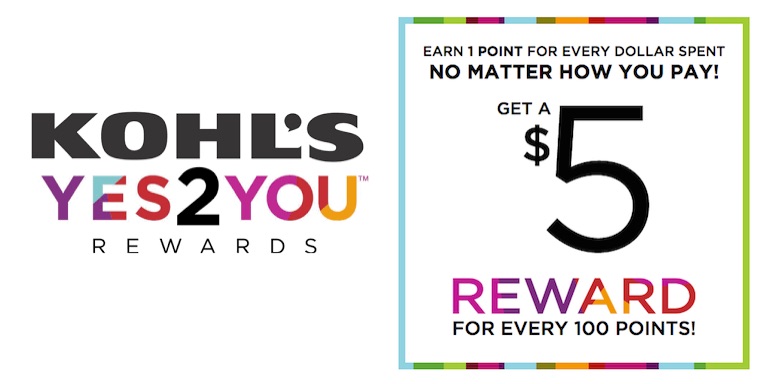 KOHL'S
YES2YOU™
REWARDS
EARN 1 POINT FOR EVERY DOLLAR SPENT
NO MATTER HOW YOU PAY!
GET A
$5
REWARD
FOR EVERY 100 POINTS!